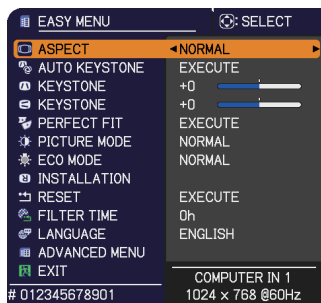 EASY MENU : SELECT
ASPECT NORMAL
AUTO KEYSTONE EXECUTE
KEYSTONE +0
KEYSTONE +0
PERFECT FIT EXECUTE
PICTURE MODE NORMAL
ECO MODE NORMAL
INSTALLATION
RESET EXECUTE
FILTER TIME 0h
LANGUAGE ENGLISH
ADVANCED MENU
EXIT
COMPUTER IN 1
# 012345678901 1024 x 768 @60Hz